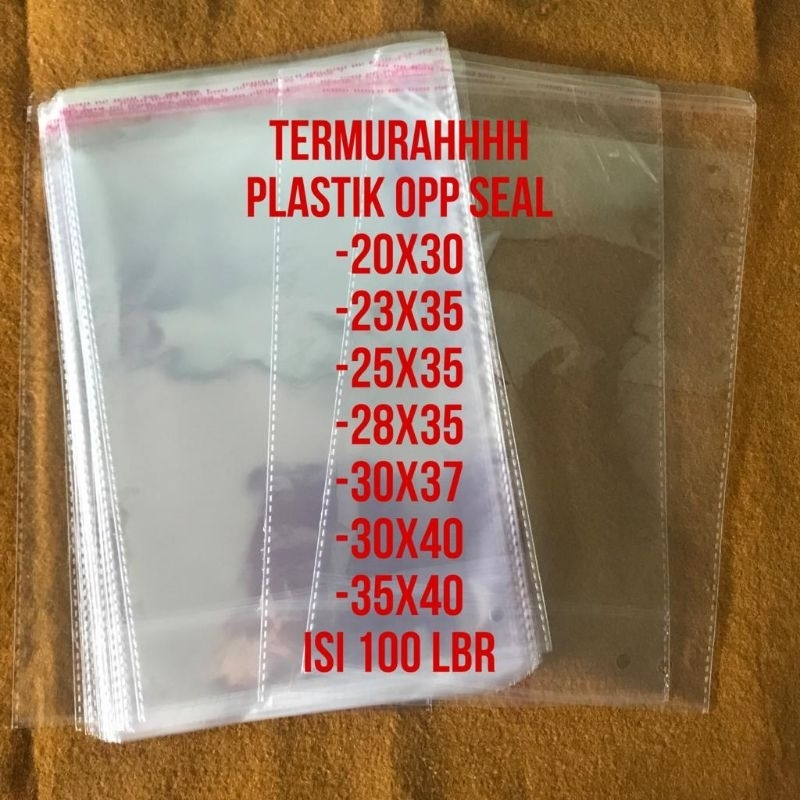 TERMURAHHHH
PLASTIK OPP SEAL
-20X30
-23X35
-25X35
-28X35
-30X37
-30X40
-35X40
ISI 100 LBR